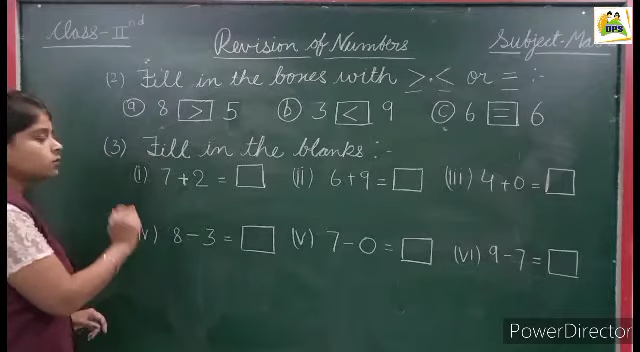 Class-IInd
Revision of Numbers
Subject-Ma
DPS
(2) Fill in the boxes with >, < or = :-
(a) 8 > 5 (b) 3 < 9 (c) 6 = 6
(3) Fill in the blanks :-
(i) 7 + 2 = (ii) 6 + 9 = (iii) 4 + 0 =
v) 8 - 3 = (v) 7 - 0 = (vi) 9 - 7 =
PowerDirector